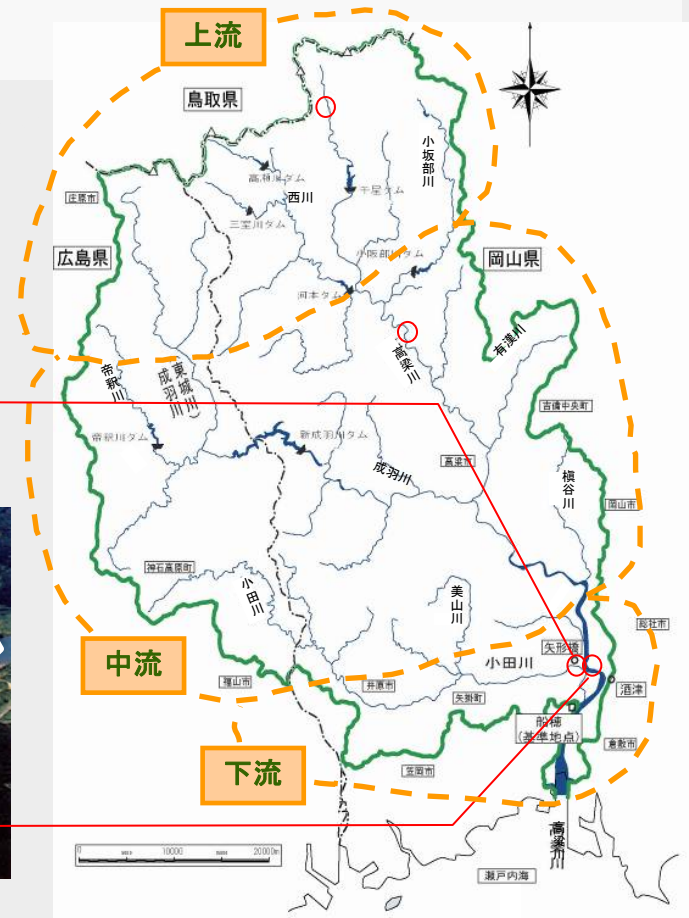 上流
鳥取県
小坂部川
高瀬川ダム
千屋ダム
西川
庄原市
三室川ダム
広島県
小阪部川ダム
岡山県
河本ダム
高梁川
有漢川
帝釈川
成羽川
(東城川)
吉備中央町
帝釈川ダム
新成羽川ダム
高梁市
成羽川
槇谷川
岡山市
神石高原町
小田川
美山川
総社市
中流
矢形橋
小田川
福山市
井原市
酒津
矢掛町
船穂
(基準地点)
倉敷市
下流
笠岡市
高梁川
0
10000
20000m
瀬戸内海